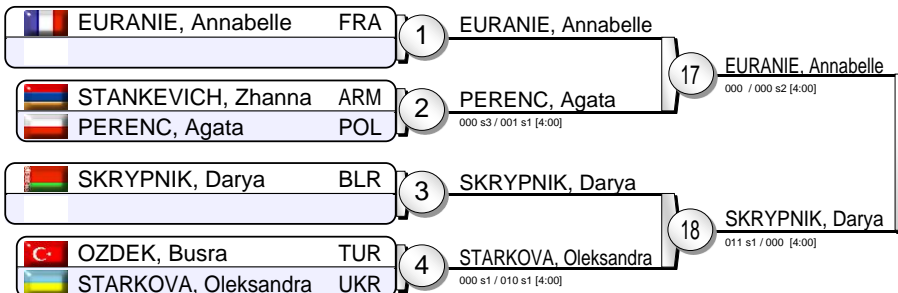 EURANIE, Annabelle FRA
1
EURANIE, Annabelle
STANKEVICH, Zhanna ARM
PERENC, Agata POL
2
PERENC, Agata
000 s3 / 001 s1 [4:00]
17
EURANIE, Annabelle
000 / 000 s2 [4:00]
SKRYPNIK, Darya BLR
3
SKRYPNIK, Darya
OZDEK, Busra TUR
STARKOVA, Oleksandra UKR
4
STARKOVA, Oleksandra
000 s1 / 010 s1 [4:00]
18
SKRYPNIK, Darya
011 s1 / 000 [4:00]